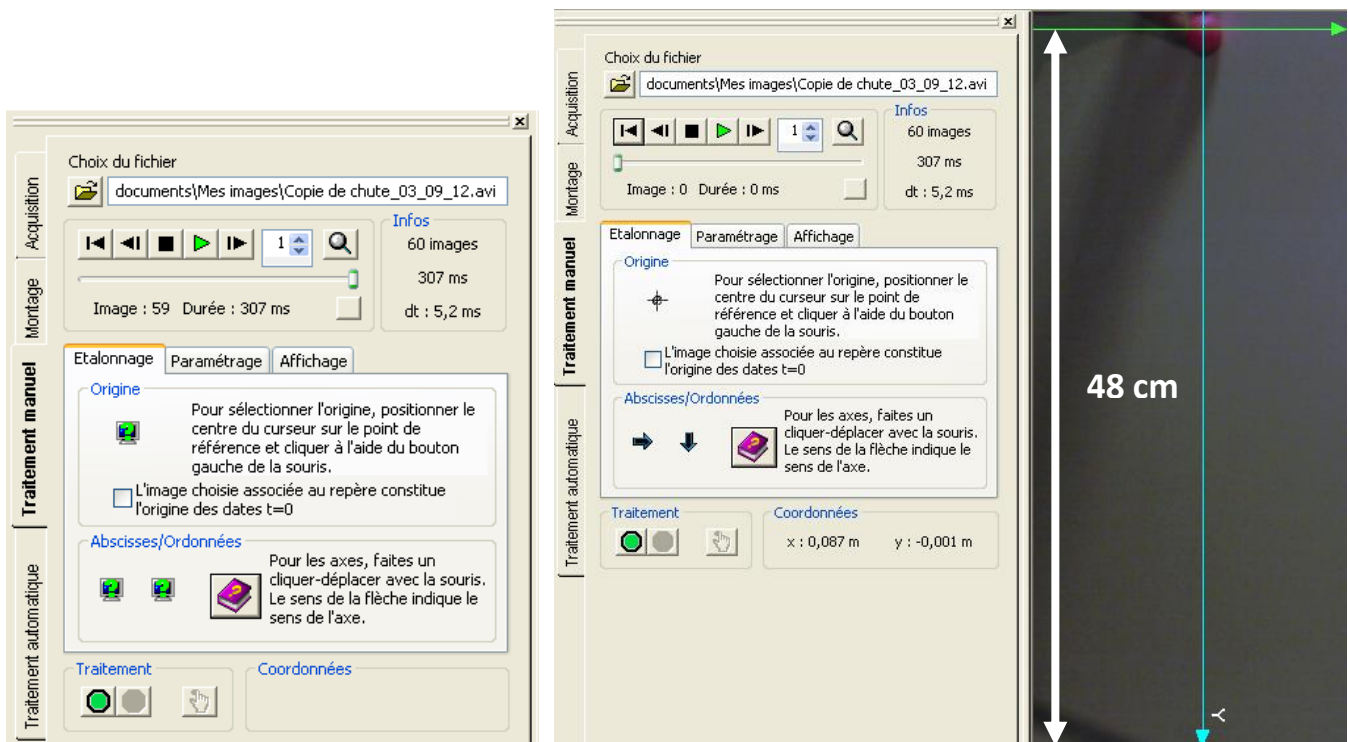 Acquisition
Montage
Traitement manuel
Traitement automatique
Choix du fichier
documents\Mes images\Copie de chute_03_09_12.avi
1
Image : 59 Durée : 307 ms
Infos
60 images
307 ms
dt : 5,2 ms
Etalonnage Paramétrage Affichage
Origine
Pour sélectionner l'origine, positionner le
centre du curseur sur le point de
référence et cliquer à l'aide du bouton
gauche de la souris.
L'image choisie associée au repère constitue
l'origine des dates t=0
Abscisses/Ordonnées
Pour les axes, faites un
cliquer-déplacer avec la souris.
Le sens de la flèche indique le
sens de l'axe.
Traitement
Coordonnées
Acquisition
Montage
Traitement manuel
Traitement automatique
Choix du fichier
documents\Mes images\Copie de chute_03_09_12.avi
1
Image : 0 Durée : 0 ms
Infos
60 images
307 ms
dt : 5,2 ms
Etalonnage Paramétrage Affichage
Origine
Pour sélectionner l'origine, positionner le
centre du curseur sur le point de
référence et cliquer à l'aide du bouton
gauche de la souris.
L'image choisie associée au repère constitue
l'origine des dates t=0
Abscisses/Ordonnées
Pour les axes, faites un
cliquer-déplacer avec la souris.
Le sens de la flèche indique le
sens de l'axe.
Traitement
Coordonnées
x : 0,087 m y : -0,001 m
48 cm
Y